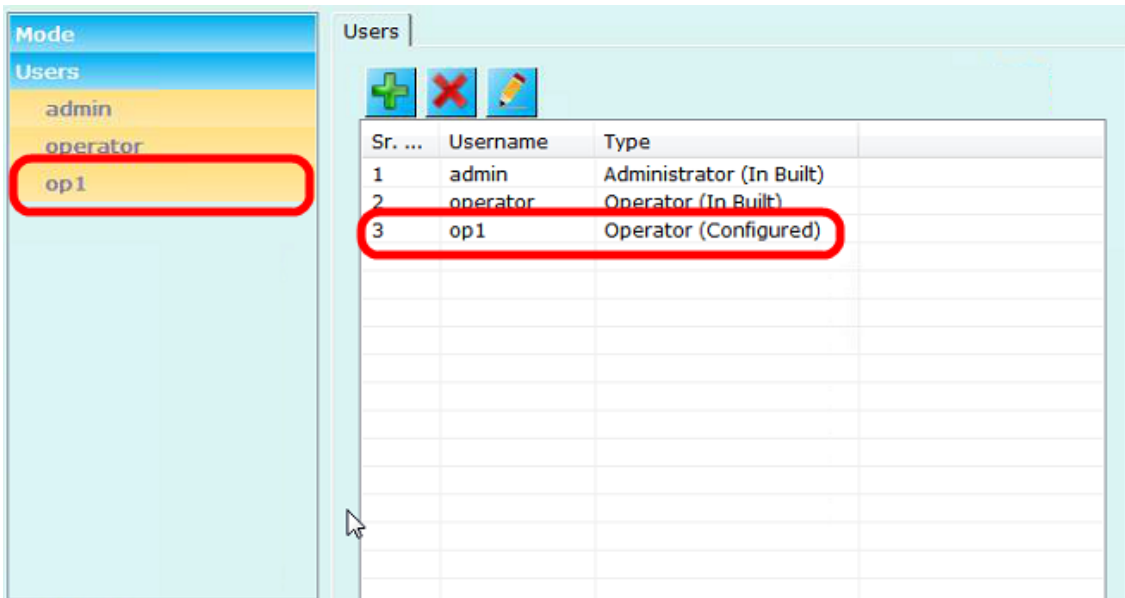 Mode
Users
admin
operator
op1
Users
Sr. ... Username Type
1 admin Administrator (In Built)
2 operator Operator (In Built)
3 op1 Operator (Configured)